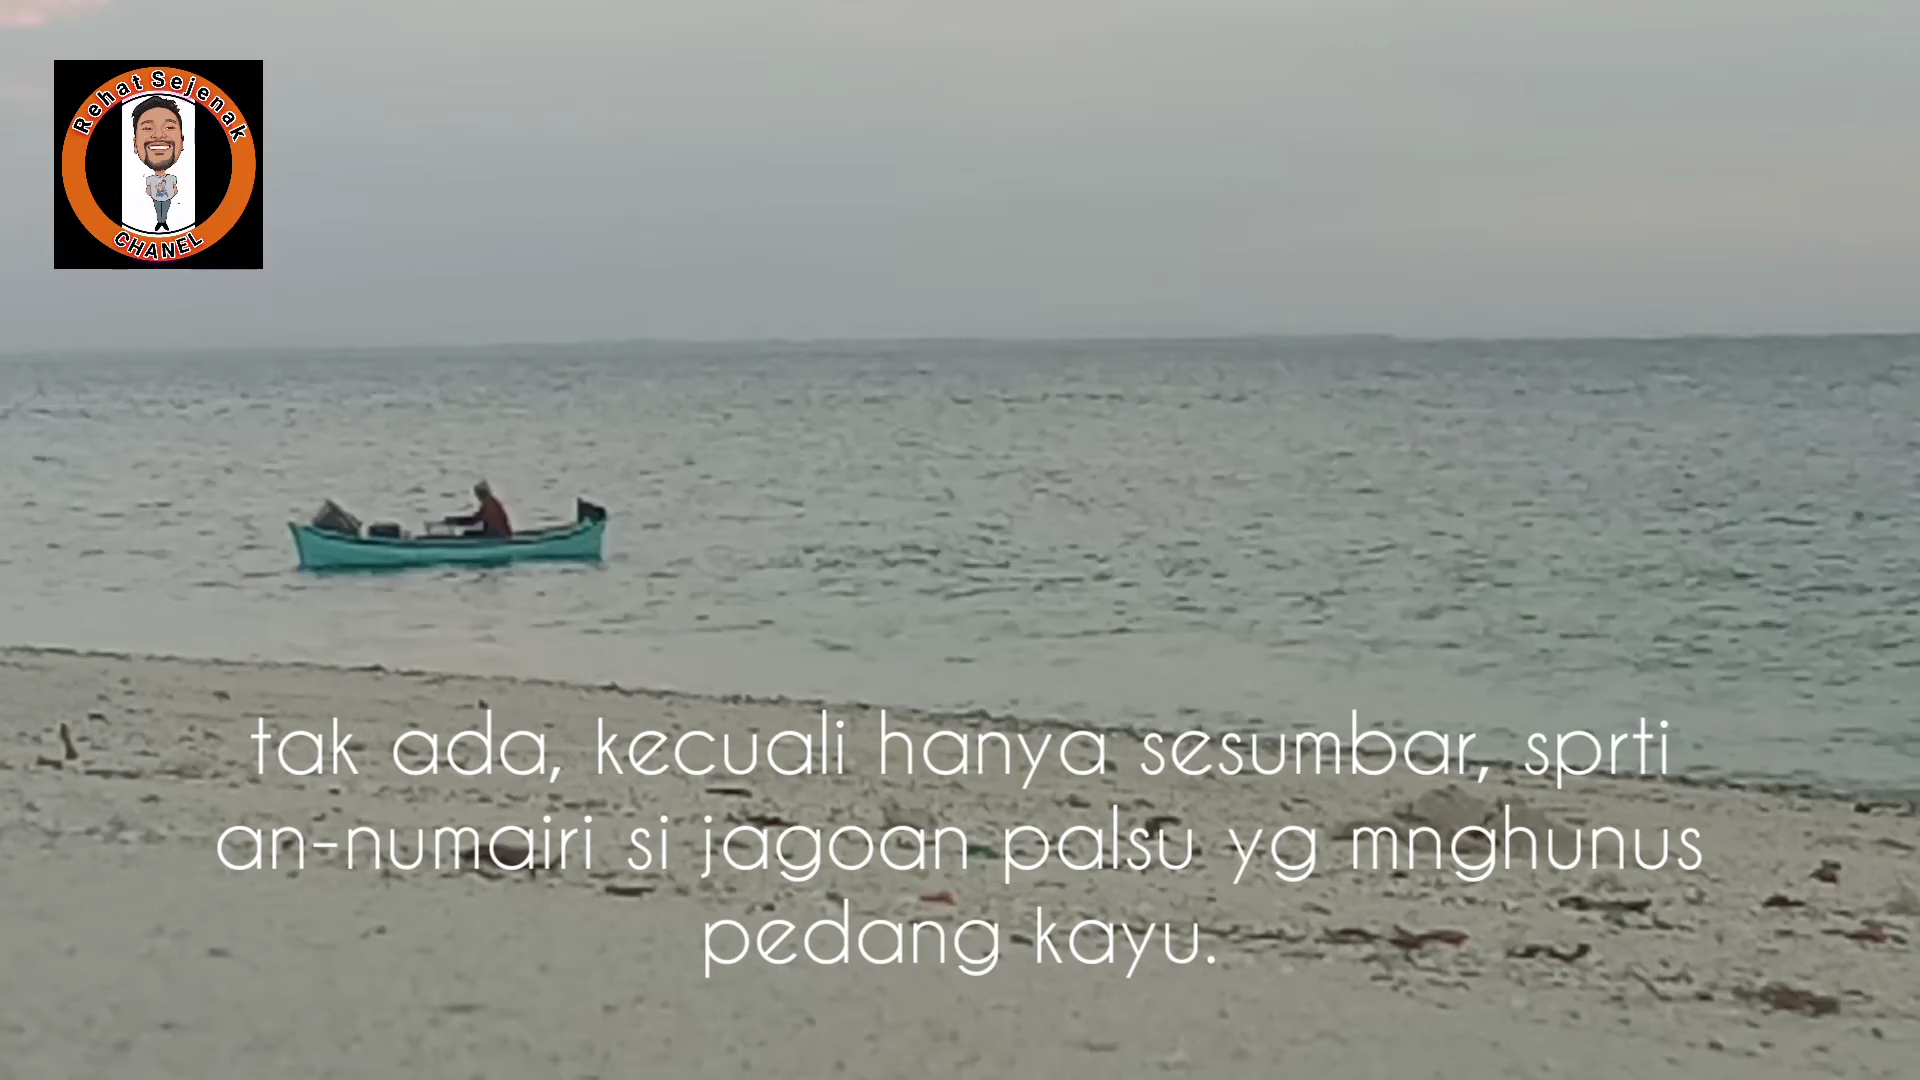 Rehat Sejenak
CHANEL
tak ada, kecuali hanya sesumbar, sprti
an-numairi si jagoan palsu yg mnghunus
pedang kayu.